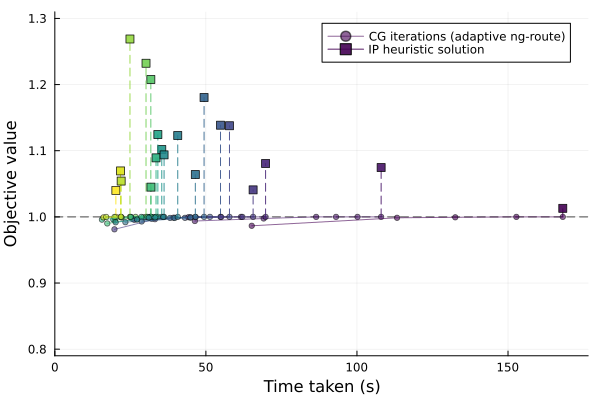 1.3
1.2
1.1
1.0
0.9
0.8
Objective value
CG iterations (adaptive ng-route)
IP heuristic solution
0
50
100
150
Time taken (s)